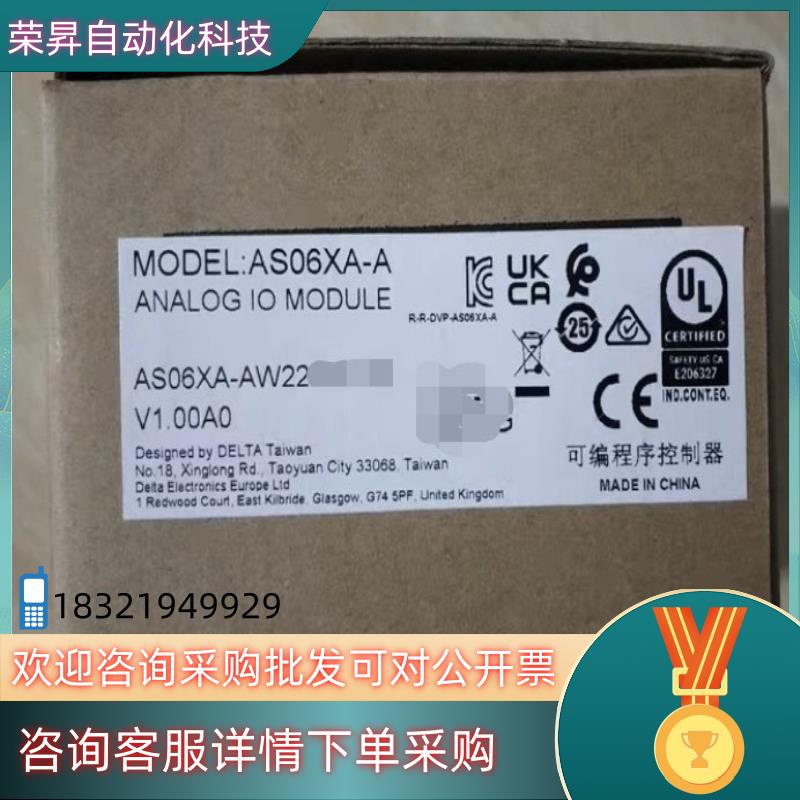 荣昇自动化科技
MODEL:AS06XA-A
ANALOG IO MODULE
R-R-DVP-AS06XA-A
UK
CA
25
UL
CERTIFIED
SAFETY US CA
E206327
IND.CONT.EQ.
AS06XA-AW22
V1.00A0
CE
Designed by DELTA Taiwan
No.18, Xinglong Rd., Taoyuan City 33068, Taiwan
Delta Electronics Europe Ltd
1 Redwood Court, East Kilbride, Glasgow, G74 5PF, United Kingdom
可编程序控制器
MADE IN CHINA
18321949929
欢迎咨询采购批发可对公开票
咨询客服详情下单采购